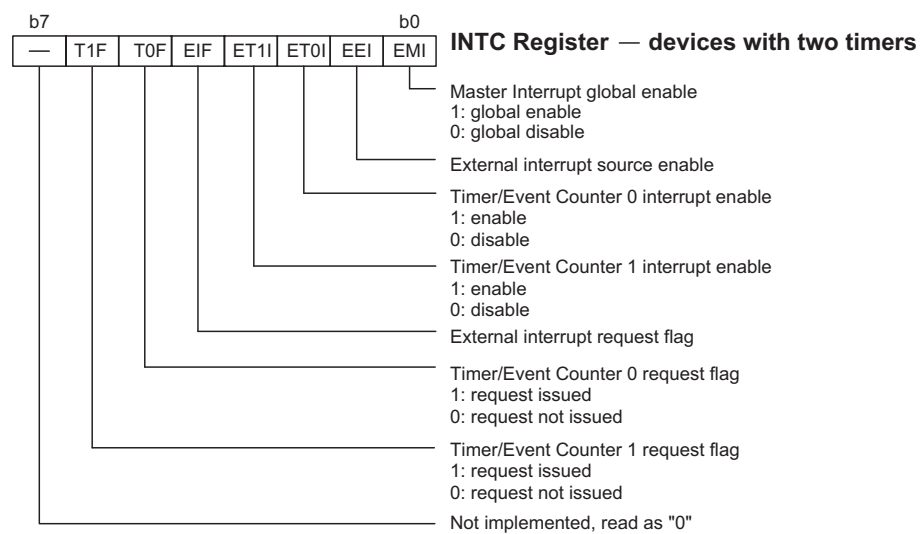 b7 b0
— T1F T0F EIF ET1I ET0I EEI EMI
INTC Register — devices with two timers
Master Interrupt global enable
1: global enable
0: global disable
External interrupt source enable
Timer/Event Counter 0 interrupt enable
1: enable
0: disable
Timer/Event Counter 1 interrupt enable
1: enable
0: disable
External interrupt request flag
Timer/Event Counter 0 request flag
1: request issued
0: request not issued
Timer/Event Counter 1 request flag
1: request issued
0: request not issued
Not implemented, read as "0"